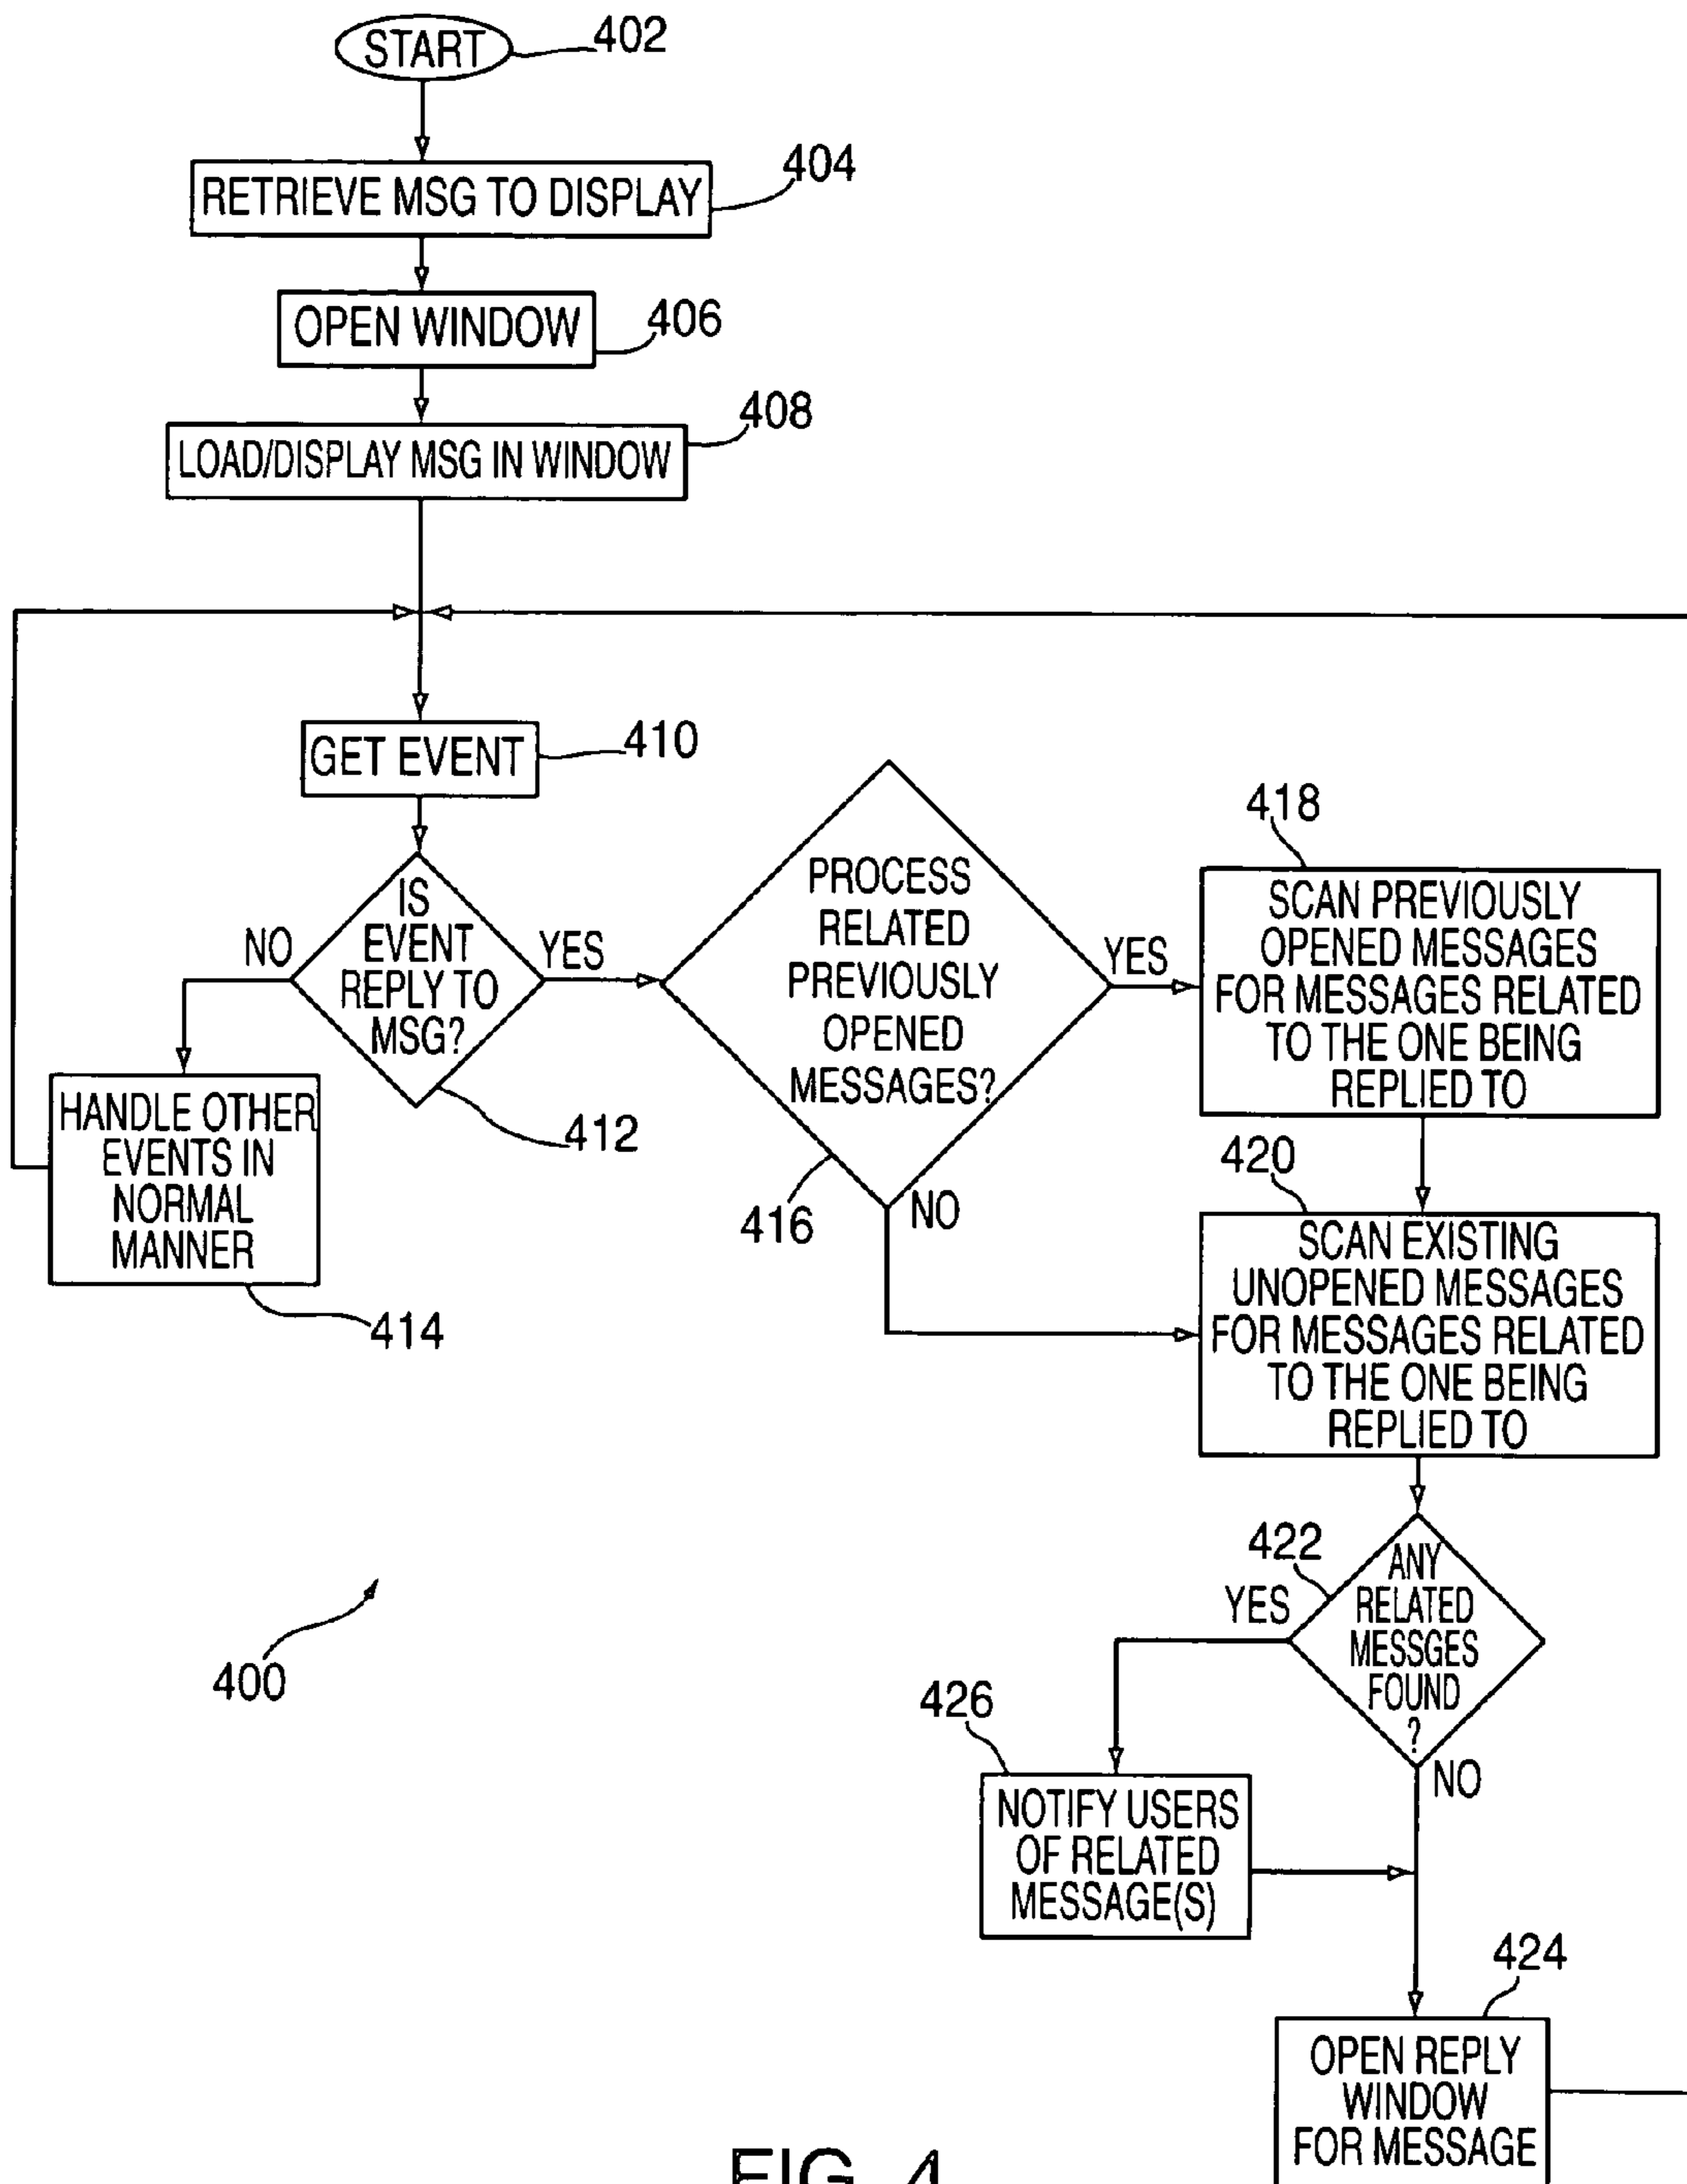 START
402
RETRIEVE MSG TO DISPLAY
404
OPEN WINDOW
406
LOAD/DISPLAY MSG IN WINDOW
408
GET EVENT
410
IS
EVENT
REPLY TO
MSG?
NO
YES
412
HANDLE OTHER
EVENTS IN
NORMAL
MANNER
414
PROCESS
RELATED
PREVIOUSLY
OPENED
MESSAGES?
YES
NO
416
418
SCAN PREVIOUSLY
OPENED MESSAGES
FOR MESSAGES RELATED
TO THE ONE BEING
REPLIED TO
420
SCAN EXISTING
UNOPENED MESSAGES
FOR MESSAGES RELATED
TO THE ONE BEING
REPLIED TO
422
ANY
RELATED
MESSGES
FOUND
?
YES
NO
426
NOTIFY USERS
OF RELATED
MESSAGE(S)
424
OPEN REPLY
WINDOW
FOR MESSAGE
400
FIG. 4